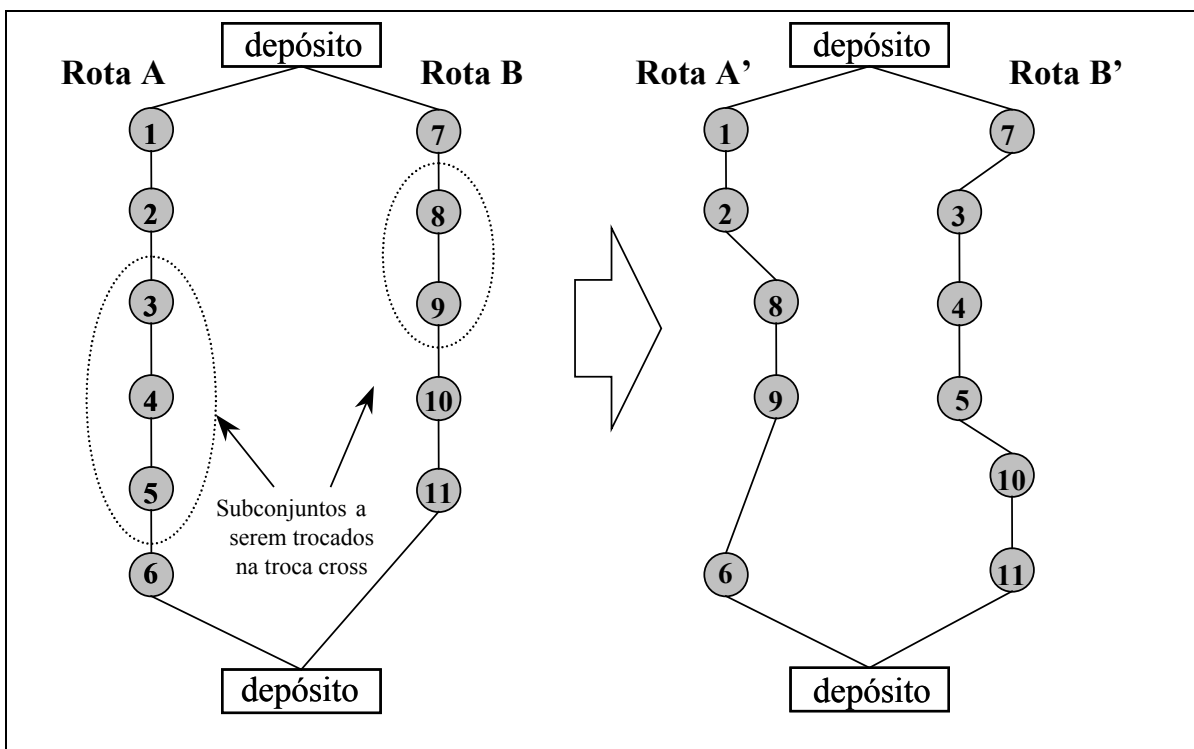 depósito
Rota A
Rota B
1
2
3
4
5
6
7
8
9
10
11
Subconjuntos a
serem trocados
na troca cross
depósito
depósito
Rota A’
Rota B’
1
2
8
9
6
7
3
4
5
10
11
depósito